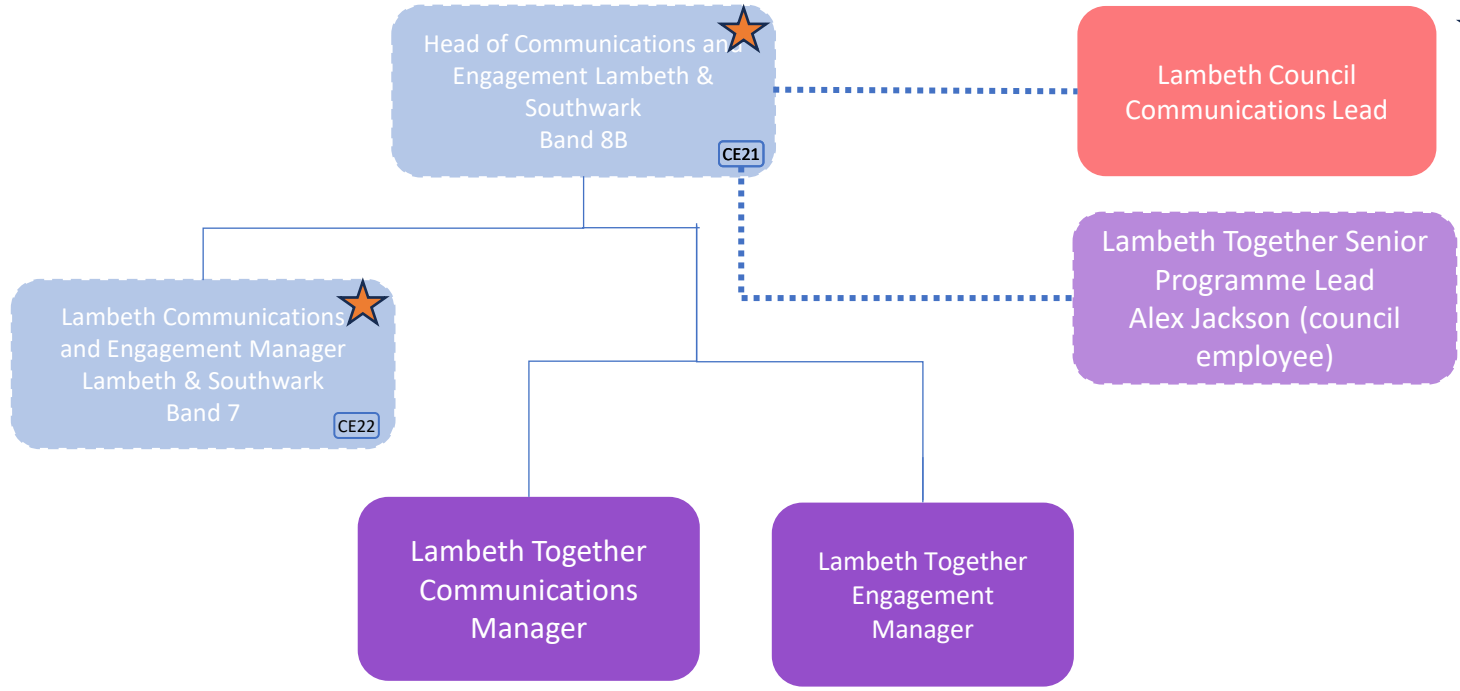 Head of Communications and
Engagement Lambeth &
Southwark
Band 8B
CE21
Lambeth Council
Communications Lead
Lambeth Together Senior
Programme Lead
Alex Jackson (council
employee)
Lambeth Communications
and Engagement Manager
Lambeth & Southwark
Band 7
CE22
Lambeth Together
Communications
Manager
Lambeth Together
Engagement
Manager